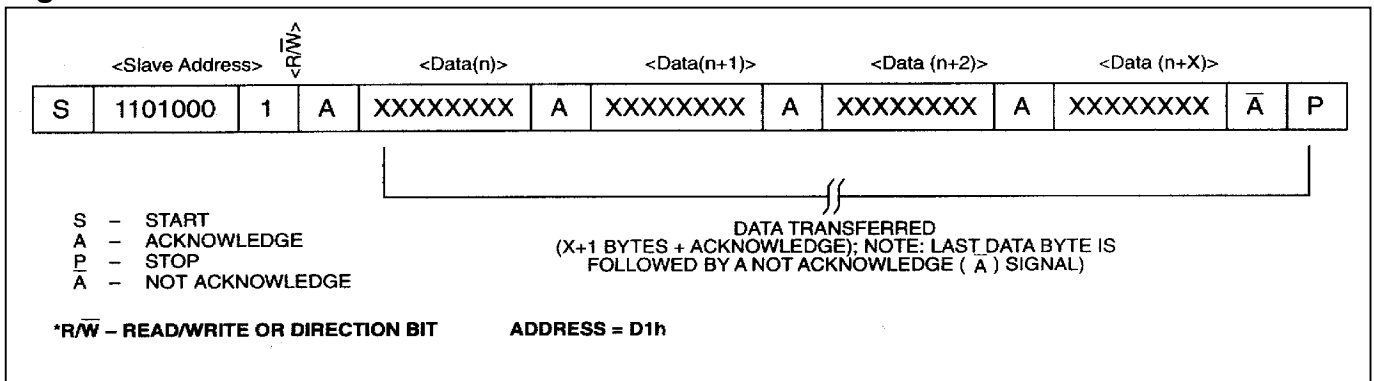 <Slave Address> <R/W̅> <Data(n)> <Data(n+1)> <Data (n+2)> <Data (n+X)>
S 1101000 1 A XXXXXXXX A XXXXXXXX A XXXXXXXX A XXXXXXXX A̅ P
S – START
A – ACKNOWLEDGE
P – STOP
A̅ – NOT ACKNOWLEDGE
DATA TRANSFERRED
(X+1 BYTES + ACKNOWLEDGE); NOTE: LAST DATA BYTE IS
FOLLOWED BY A NOT ACKNOWLEDGE ( A̅ ) SIGNAL)
*R/W̅ – READ/WRITE OR DIRECTION BIT ADDRESS = D1h